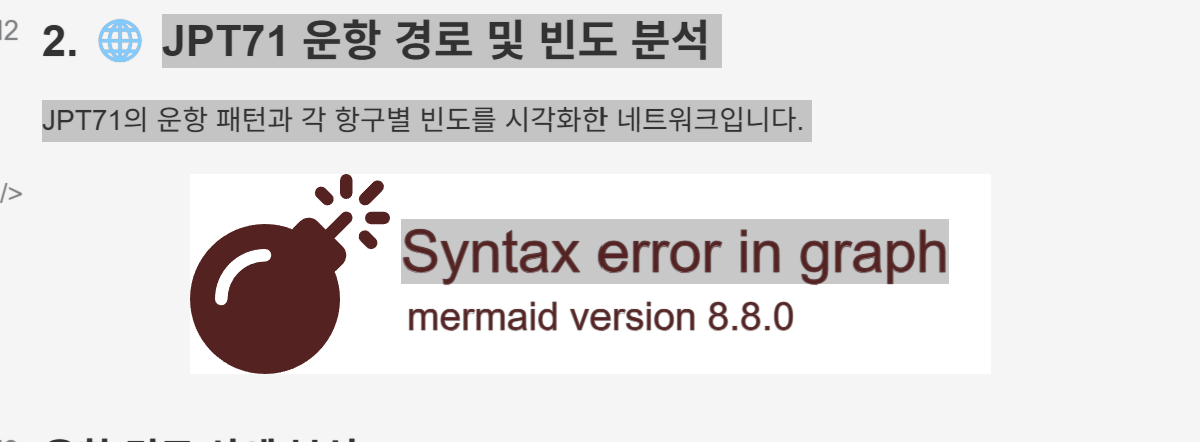 2. 🌐 JPT71 운항 경로 및 빈도 분석
JPT71의 운항 패턴과 각 항구별 빈도를 시각화한 네트워크입니다.
/>
Syntax error in graph
mermaid version 8.8.0